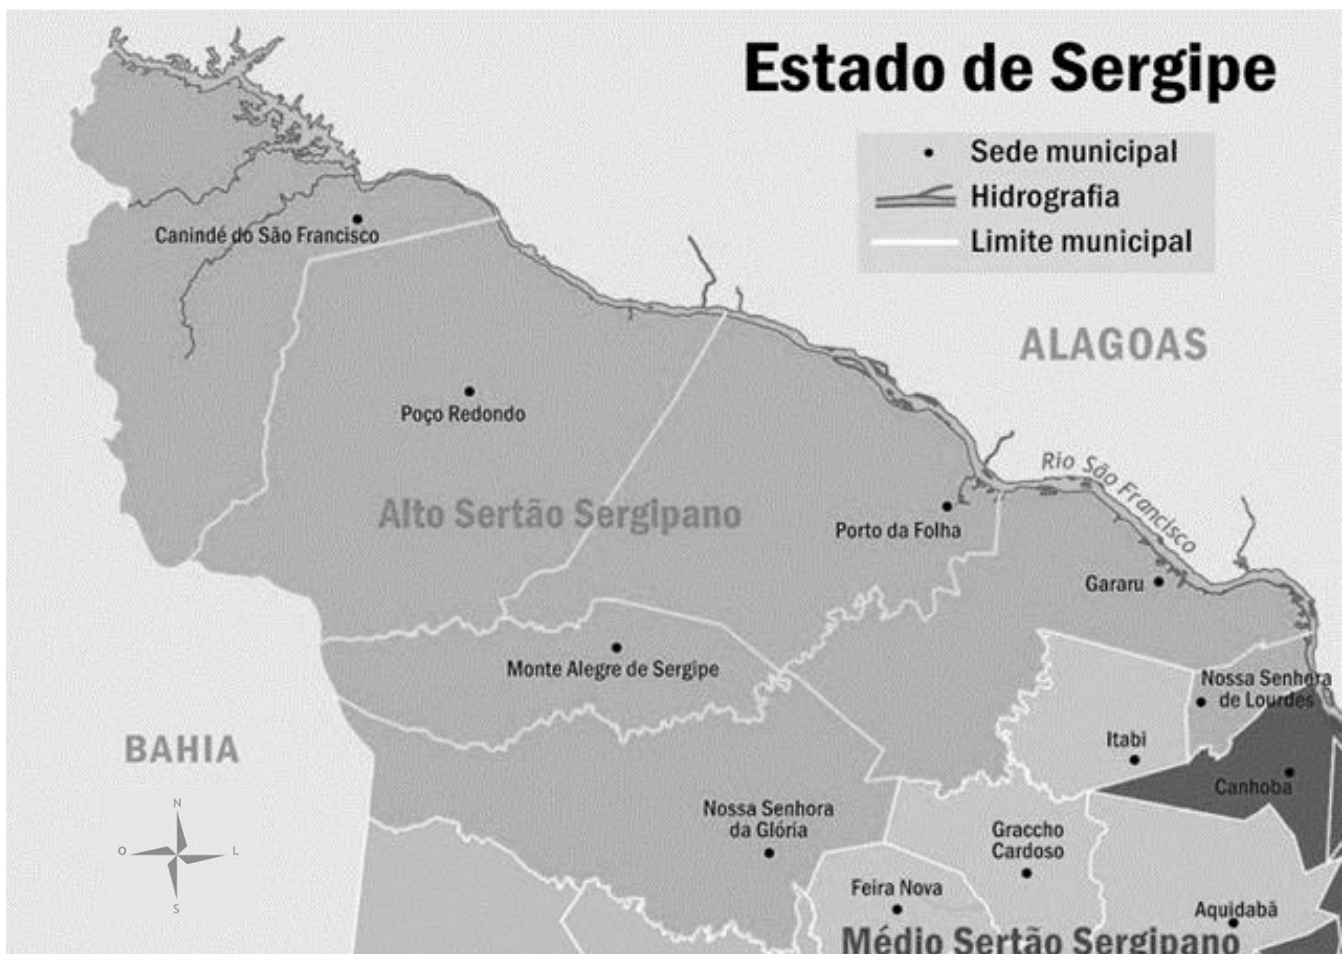 Estado de Sergipe
Sede municipal
Hidrografia
Limite municipal
Canindé do São Francisco
ALAGOAS
Poço Redondo
Rio São Francisco
Alto Sertão Sergipano
Porto da Folha
Gararu
Monte Alegre de Sergipe
Nossa Senhora
de Lourdes
BAHIA
Itabi
Canhoba
N
O
L
S
Nossa Senhora
da Glória
Graccho
Cardoso
Feira Nova
Aquidabã
Médio Sertão Sergipano